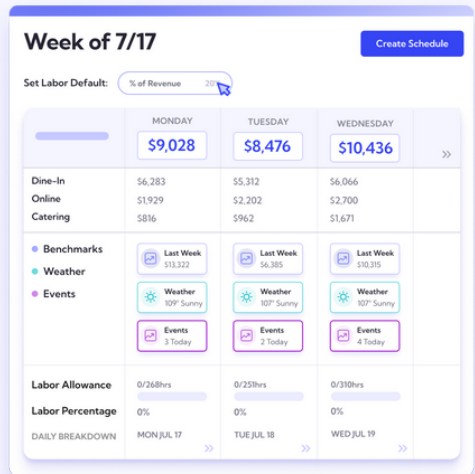 Week of 7/17
Create Schedule
Set Labor Default:
% of Revenue 20%
MONDAY TUESDAY WEDNESDAY
$9,028 $8,476 $10,436
»
Dine-In $6,283 $5,312 $6,066
Online $1,929 $2,202 $2,700
Catering $816 $962 $1,671
Benchmarks
Weather
Events
Last Week Last Week Last Week
$13,322 $6,385 $10,315
Weather Weather Weather
109° Sunny 107° Sunny 107° Sunny
Events Events Events
3 Today 2 Today 4 Today
Labor Allowance 0/268hrs 0/251hrs 0/310hrs
Labor Percentage 0% 0% 0%
DAILY BREAKDOWN MON JUL 17 TUE JUL 18 WED JUL 19
» » »